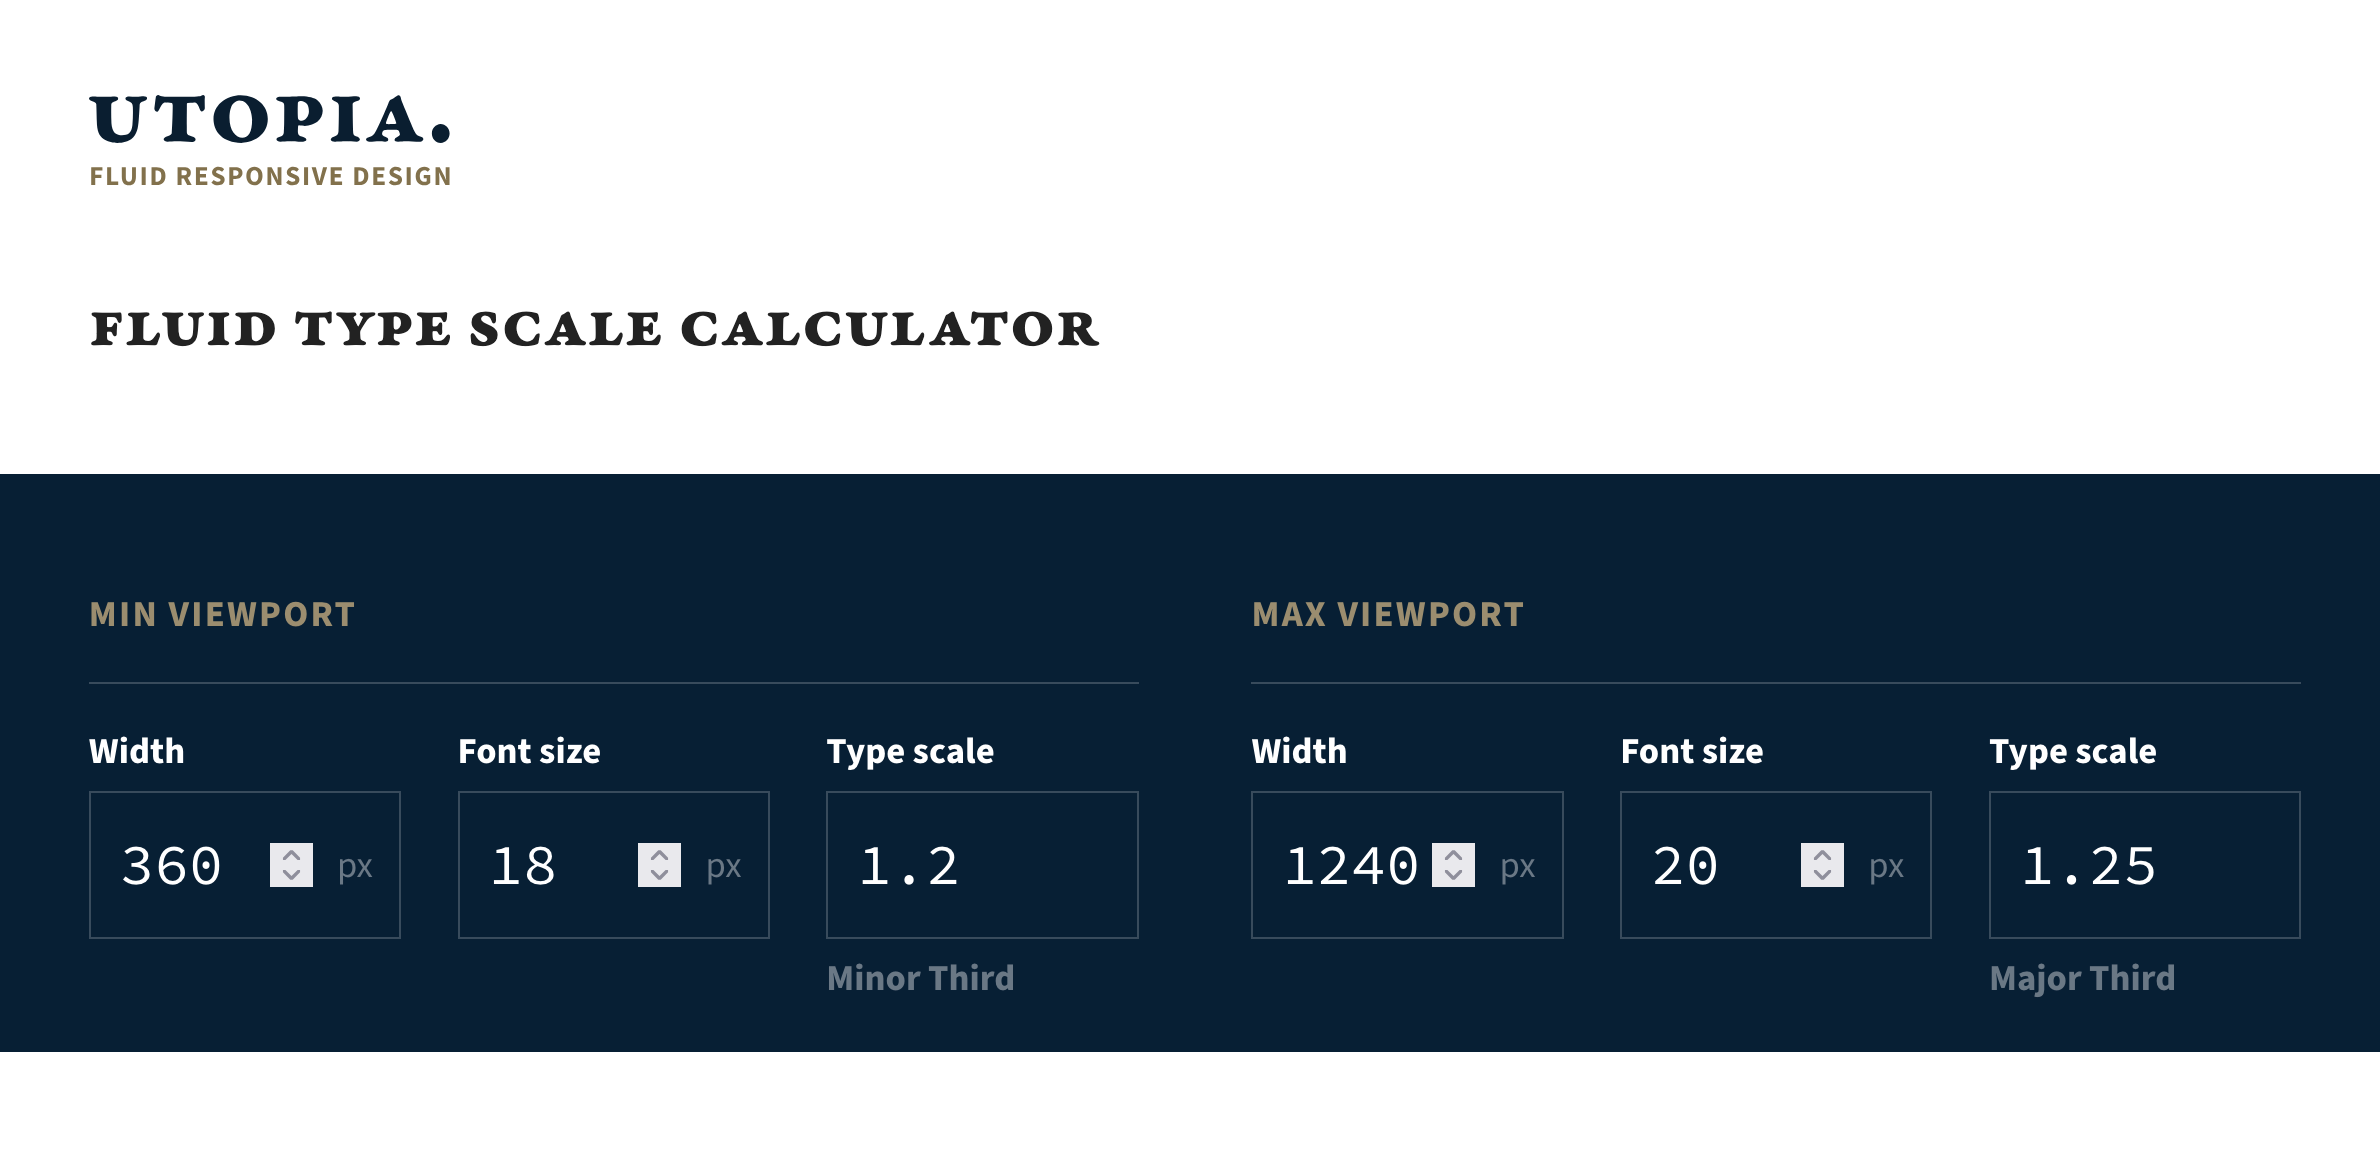 UTOPIA.
FLUID RESPONSIVE DESIGN
FLUID TYPE SCALE CALCULATOR
MIN VIEWPORT
Width Font size Type scale
360 px 18 px 1.2
Minor Third
MAX VIEWPORT
Width Font size Type scale
1240 px 20 px 1.25
Major Third